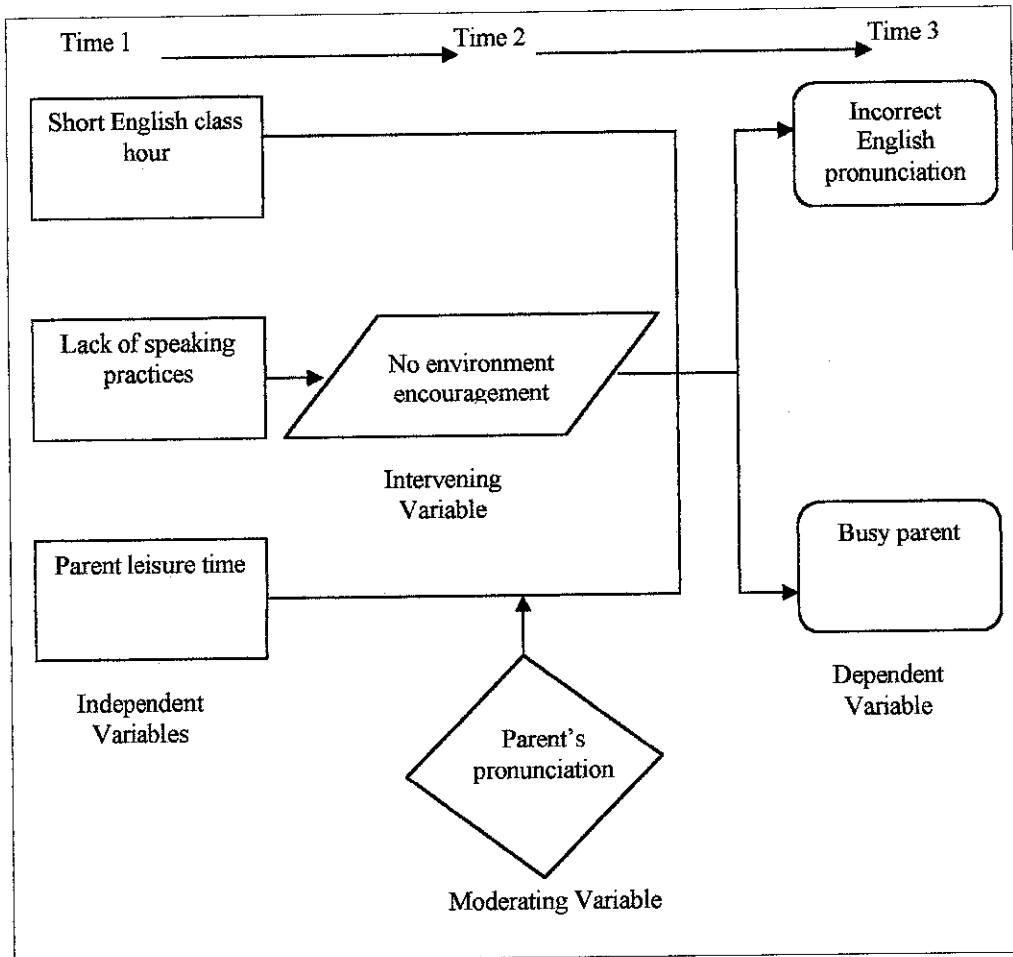 Time 1
Time 2
Time 3
Short English class
hour
Incorrect
English
pronunciation
Lack of speaking
practices
No environment
encouragement
Intervening
Variable
Parent leisure time
Busy parent
Independent
Variables
Dependent
Variable
Parent's
pronunciation
Moderating Variable